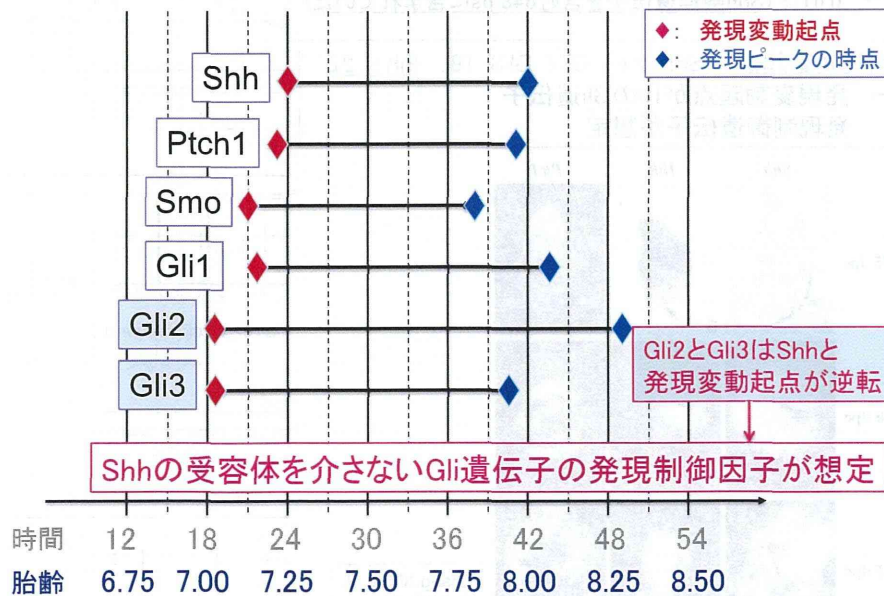 ◆: 発現変動起点
◆: 発現ピークの時点
Shh
Ptch1
Smo
Gli1
Gli2
Gli3
Gli2とGli3はShhと
発現変動起点が逆転
Shhの受容体を介さないGli遺伝子の発現制御因子が想定
時間 12 18 24 30 36 42 48 54
胎齢 6.75 7.00 7.25 7.50 7.75 8.00 8.25 8.50